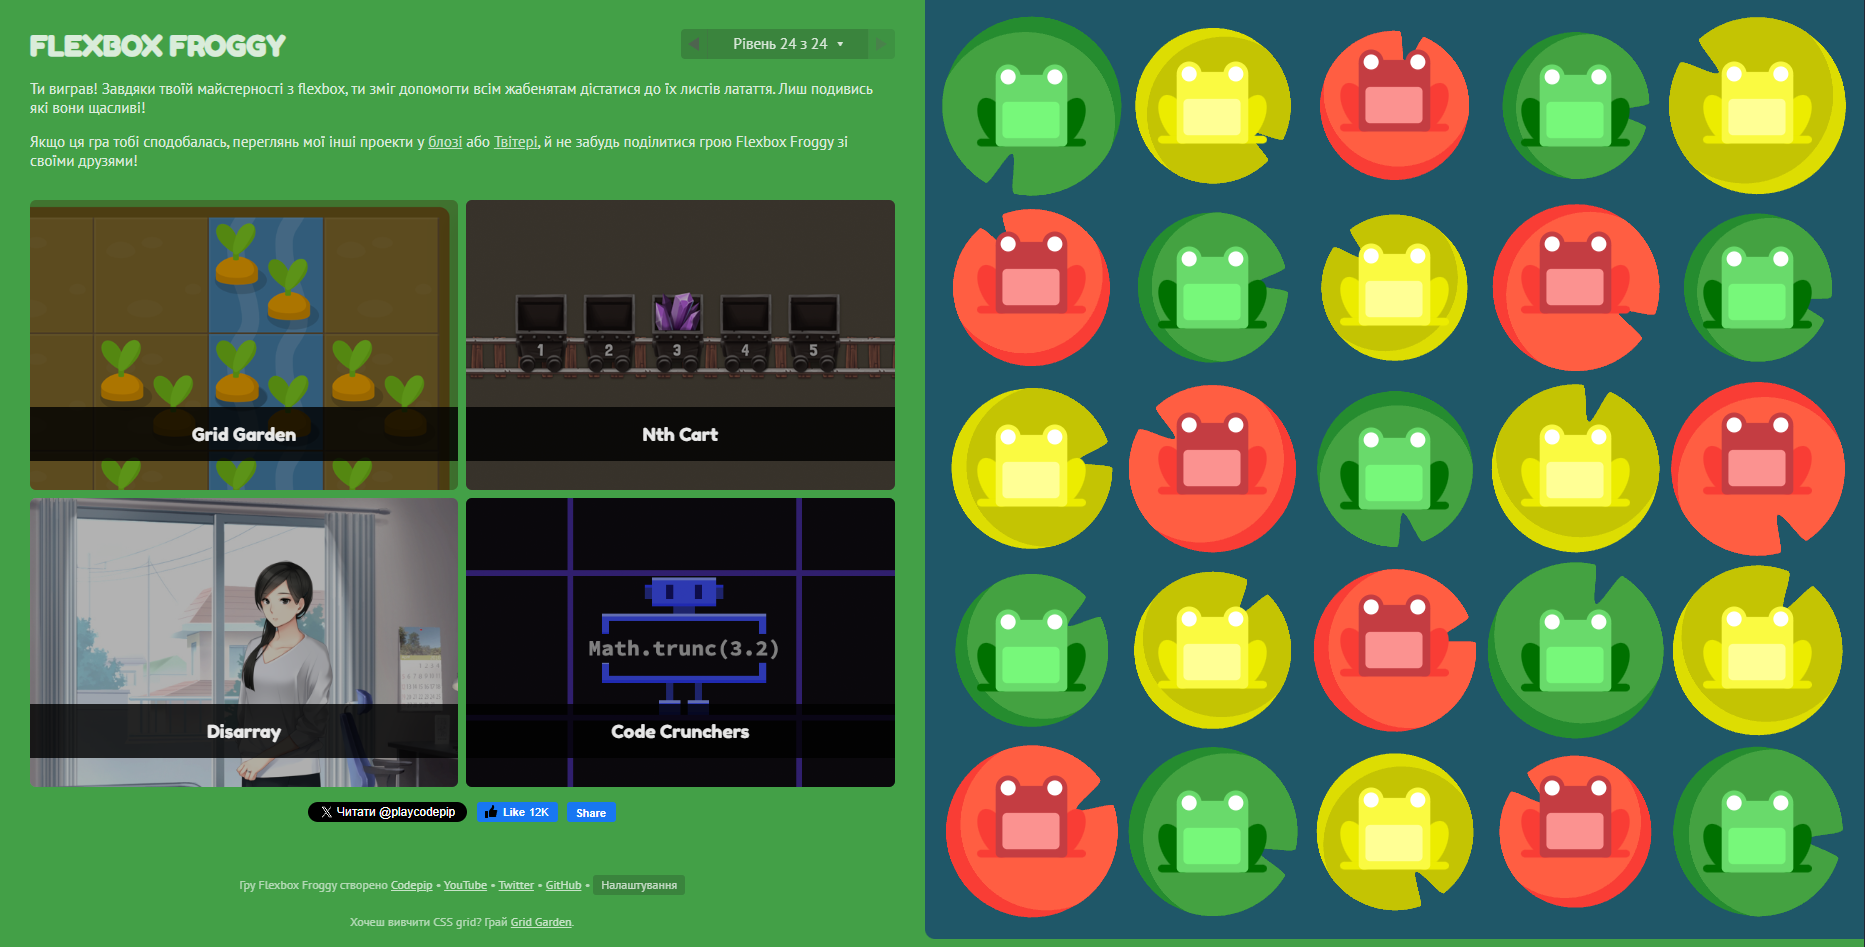 FLEXBOX FROGGY
Рівень 24 з 24
Ти виграв! Завдяки твоїй майстерності з flexbox, ти зміг допомогти всім жабенятам дістатися до їх листів латаття. Лиш подивись
які вони щасливі!
Якщо ця гра тобі сподобалась, переглянь мої інші проекти у блозі або Твітері, й не забудь поділитися грою Flexbox Froggy зі
своїми друзями!
Grid Garden
1 2 3 4 5
Nth Cart
Disarray
Math.trunc(3.2)
Code Crunchers
Читати @playcodepip
Like 12K
Share
Гру Flexbox Froggy створено Codepip • YouTube • Twitter • GitHub • Налаштування
Хочеш вивчити CSS grid? Грай Grid Garden.